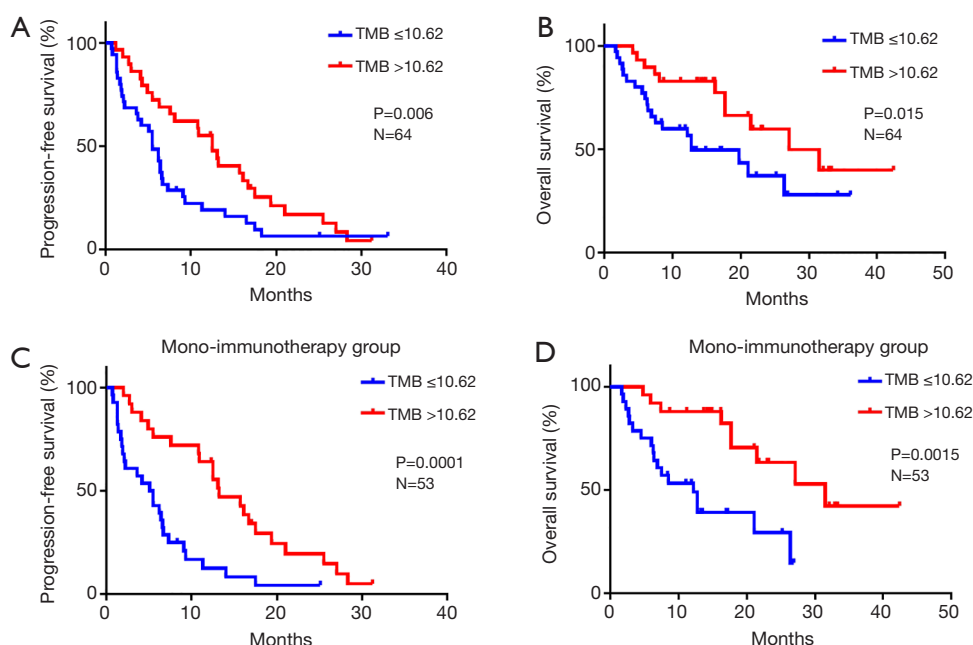 A
Progression-free survival (%)
100
50
0
0 10 20 30 40
Months
TMB ≤10.62
TMB >10.62
P=0.006
N=64
B
Overall survival (%)
100
50
0
0 10 20 30 40 50
Months
TMB ≤10.62
TMB >10.62
P=0.015
N=64
C
Mono-immunotherapy group
Progression-free survival (%)
100
50
0
0 10 20 30 40
Months
TMB ≤10.62
TMB >10.62
P=0.0001
N=53
D
Mono-immunotherapy group
Overall survival (%)
100
50
0
0 10 20 30 40 50
Months
TMB ≤10.62
TMB >10.62
P=0.0015
N=53